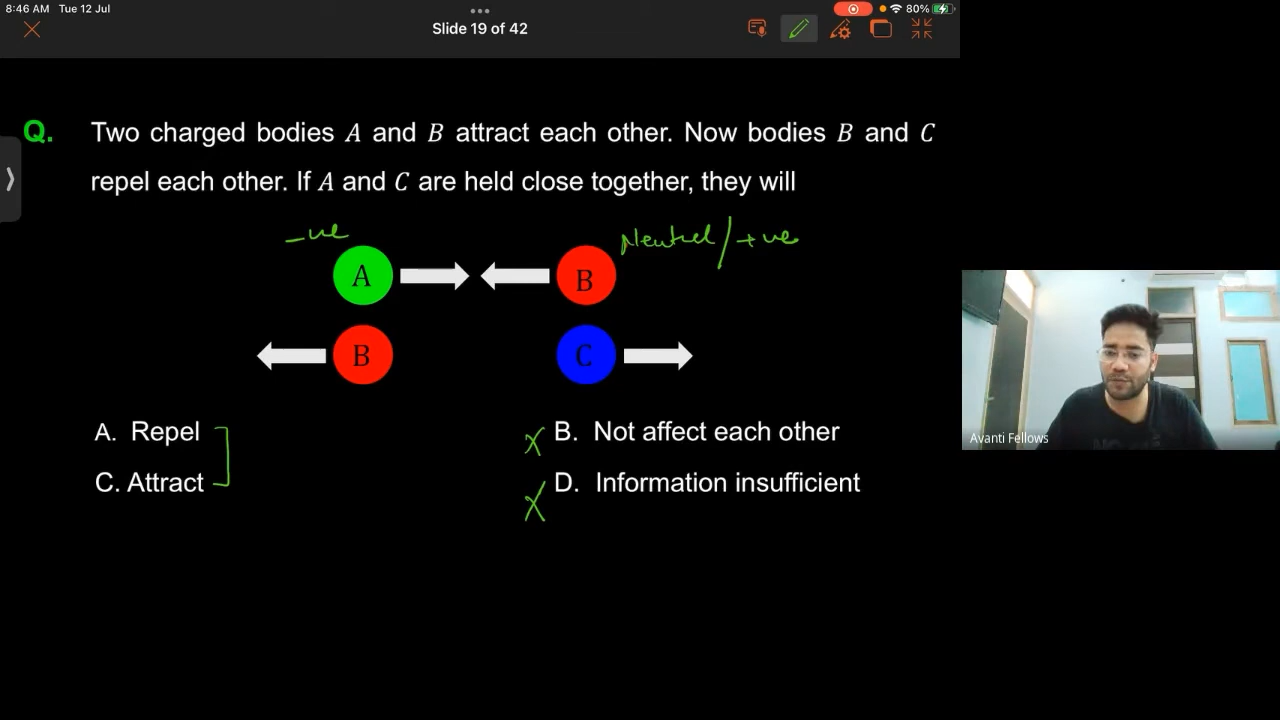 8:46 AM Tue 12 Jul
80%
Slide 19 of 42
Q. Two charged bodies A and B attract each other. Now bodies B and C
repel each other. If A and C are held close together, they will
-ve
Neutral/+ve
A
B
B
C
A. Repel
X B. Not affect each other
C. Attract
X D. Information insufficient
Avanti Fellows